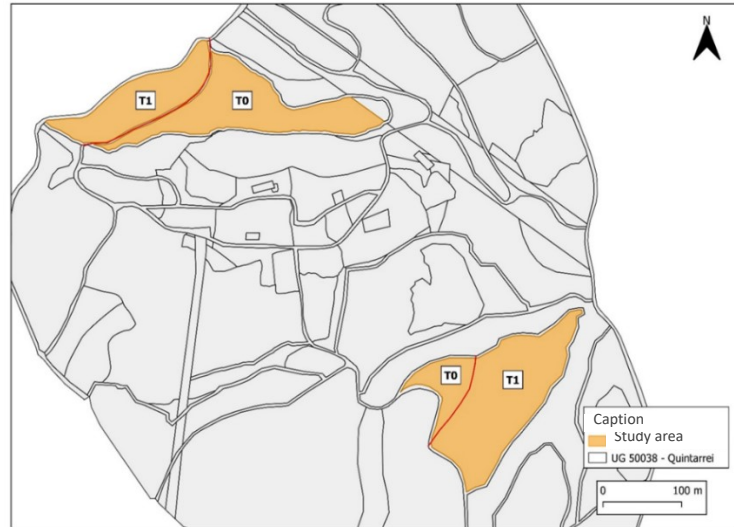 N
T1
T0
T0
T1
Caption
Study area
UG 50038 - Quintarrei
0 100 m